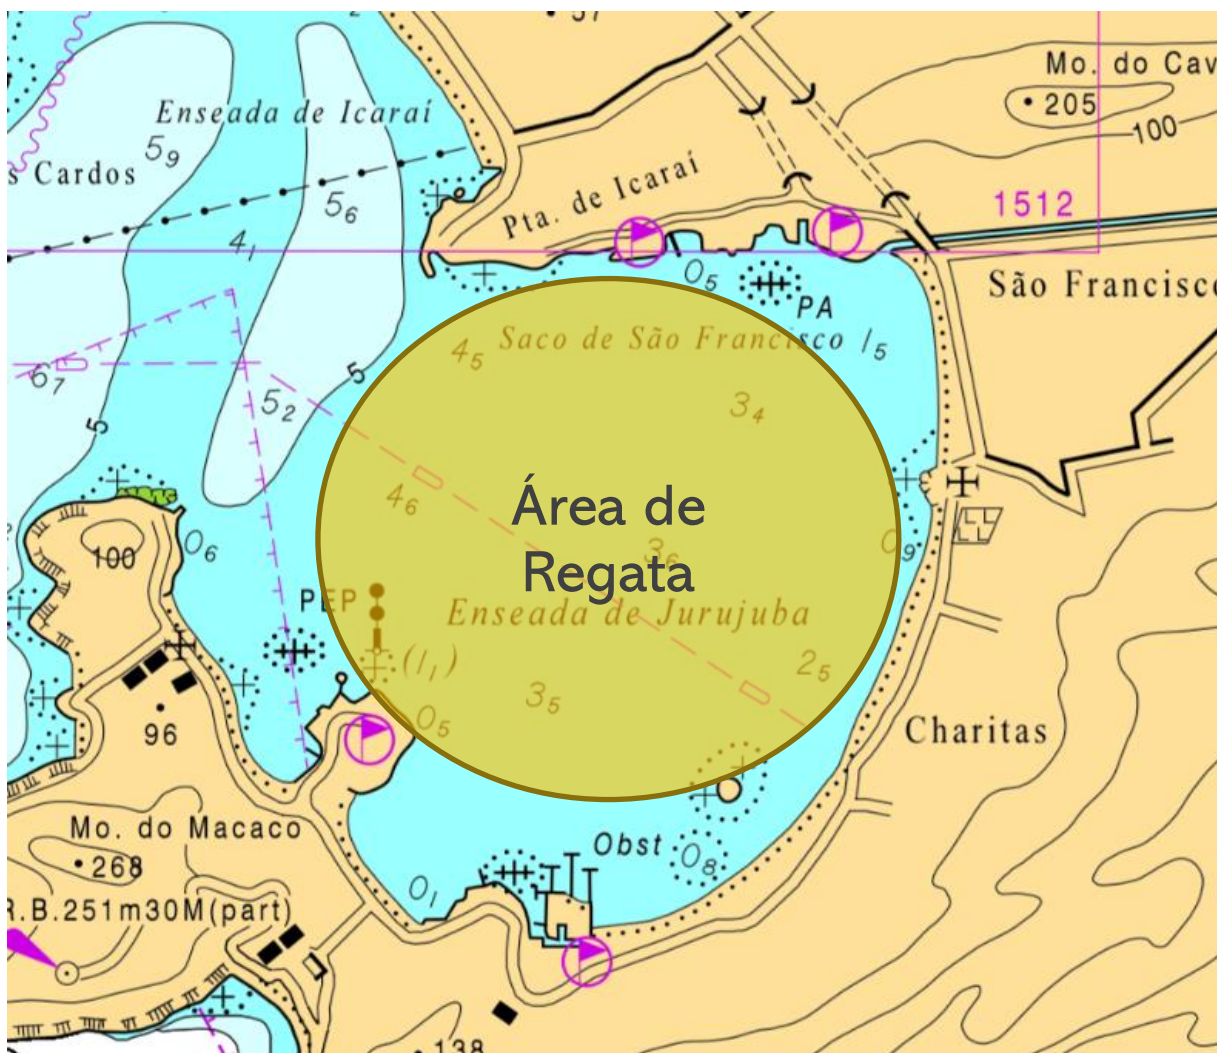 57
Mo. do Cav
205
100
Enseada de Icaraí
5₉
s Cardos
5₆
4₁
Pta. de Icaraí
1512
São Francisco
0₅
PA
Saco de São Francisco
1₅
4₅
6₇
5
5₂
3₄
5
4₆
Área de
Regata
0₆
100
3₆
0₉
PEP
Enseada de Jurujuba
(1₁)
2₅
3₅
0₅
96
Charitas
Mo. do Macaco
268
Obst
0₈
0₁
R.B.251m30M(part)
138